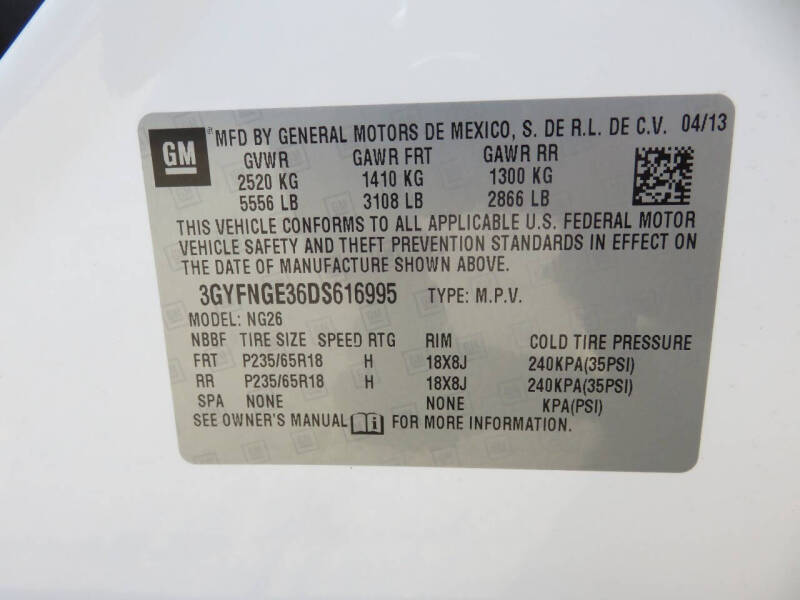 GM ® MFD BY GENERAL MOTORS DE MEXICO, S. DE R.L. DE C.V. 04/13
GVWR GAWR FRT GAWR RR
2520 KG 1410 KG 1300 KG
5556 LB 3108 LB 2866 LB
THIS VEHICLE CONFORMS TO ALL APPLICABLE U.S. FEDERAL MOTOR
VEHICLE SAFETY AND THEFT PREVENTION STANDARDS IN EFFECT ON
THE DATE OF MANUFACTURE SHOWN ABOVE.
3GYFNGE36DS616995 TYPE: M.P.V.
MODEL: NG26
NBBF TIRE SIZE SPEED RTG RIM COLD TIRE PRESSURE
FRT P235/65R18 H 18X8J 240KPA(35PSI)
RR P235/65R18 H 18X8J 240KPA(35PSI)
SPA NONE NONE KPA(PSI)
SEE OWNER'S MANUAL FOR MORE INFORMATION.